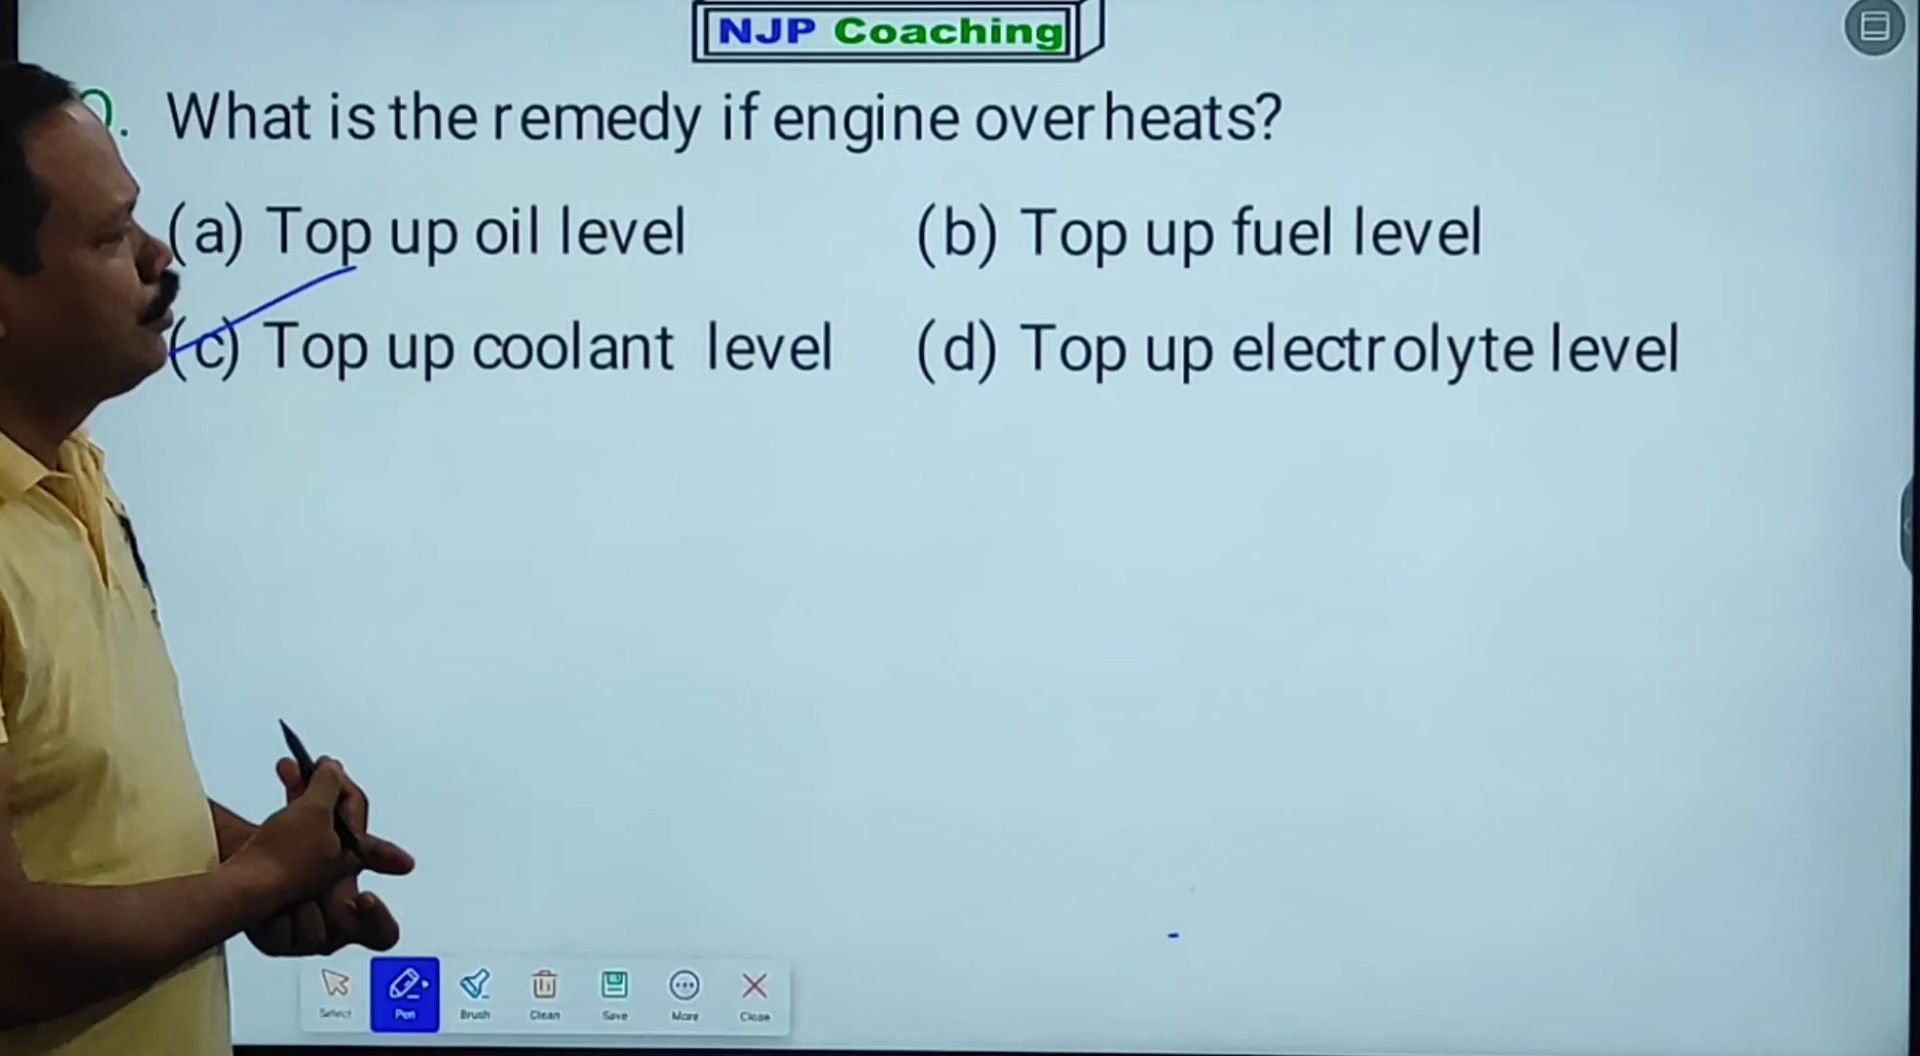 NJP Coaching
Q. What is the remedy if engine overheats?
(a) Top up oil level (b) Top up fuel level
(c) Top up coolant level (d) Top up electrolyte level
Select Pen Brush Clean Save More Close